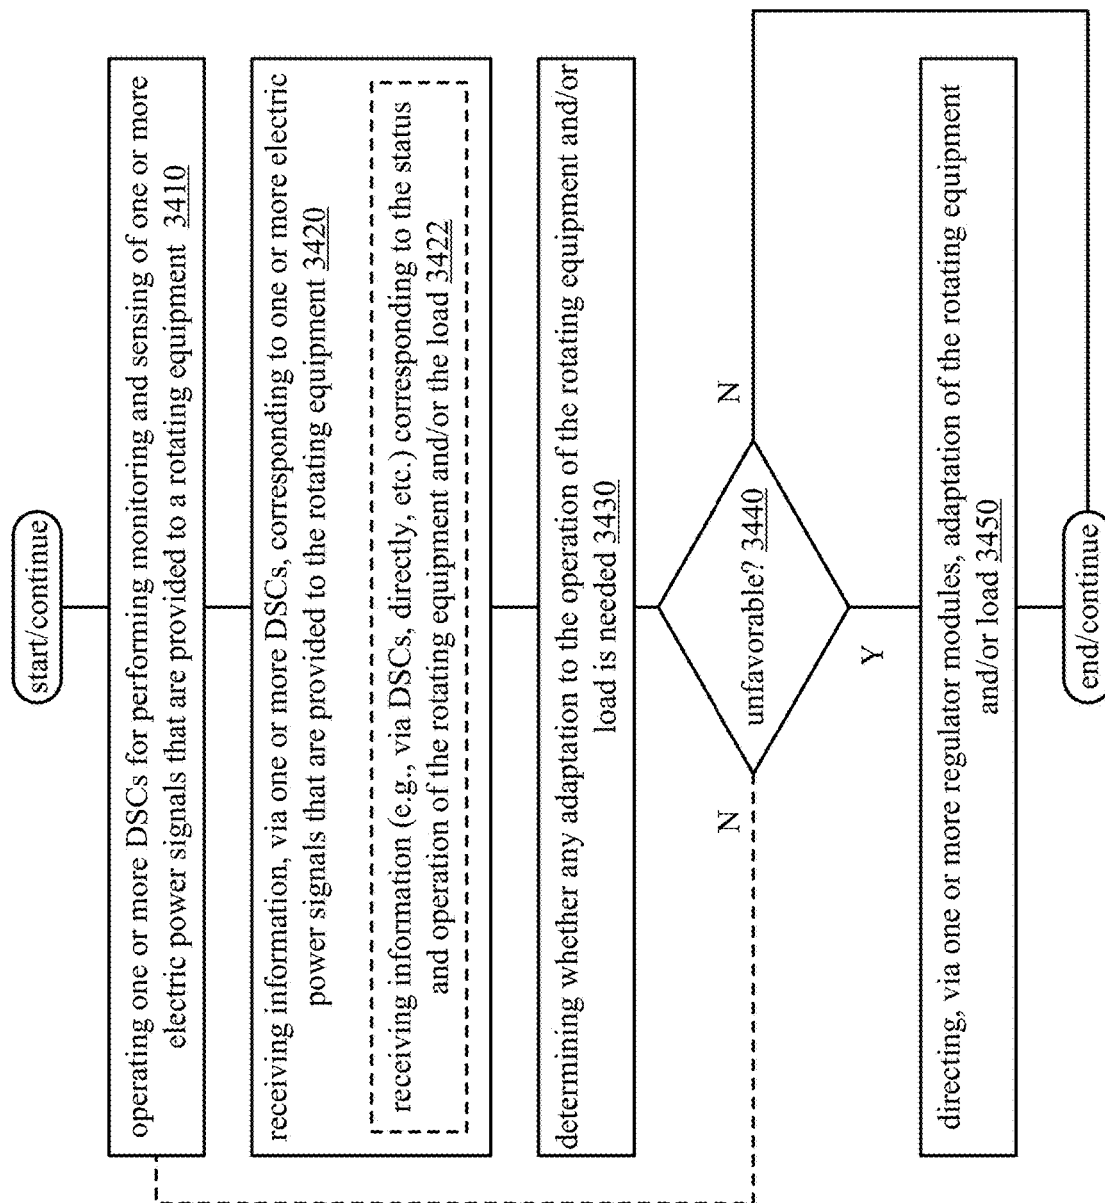 start/continue
operating one or more DSCs for performing monitoring and sensing of one or more
electric power signals that are provided to a rotating equipment 3410
receiving information, via one or more DSCs, corresponding to one or more electric
power signals that are provided to the rotating equipment 3420
receiving information (e.g., via DSCs, directly, etc.) corresponding to the status
and operation of the rotating equipment and/or the load 3422
determining whether any adaptation to the operation of the rotating equipment and/or
load is needed 3430
N
unfavorable? 3440
N
Y
directing, via one or more regulator modules, adaptation of the rotating equipment
and/or load 3450
end/continue